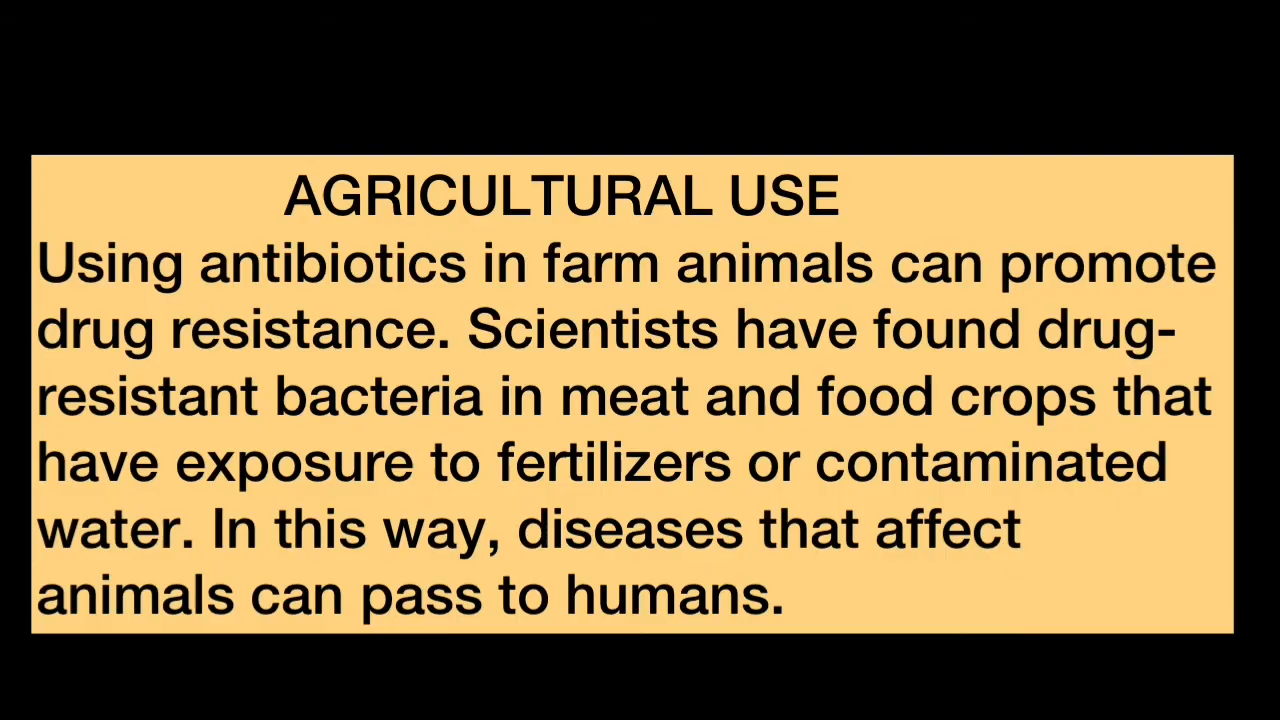 AGRICULTURAL USE
Using antibiotics in farm animals can promote
drug resistance. Scientists have found drug-
resistant bacteria in meat and food crops that
have exposure to fertilizers or contaminated
water. In this way, diseases that affect
animals can pass to humans.